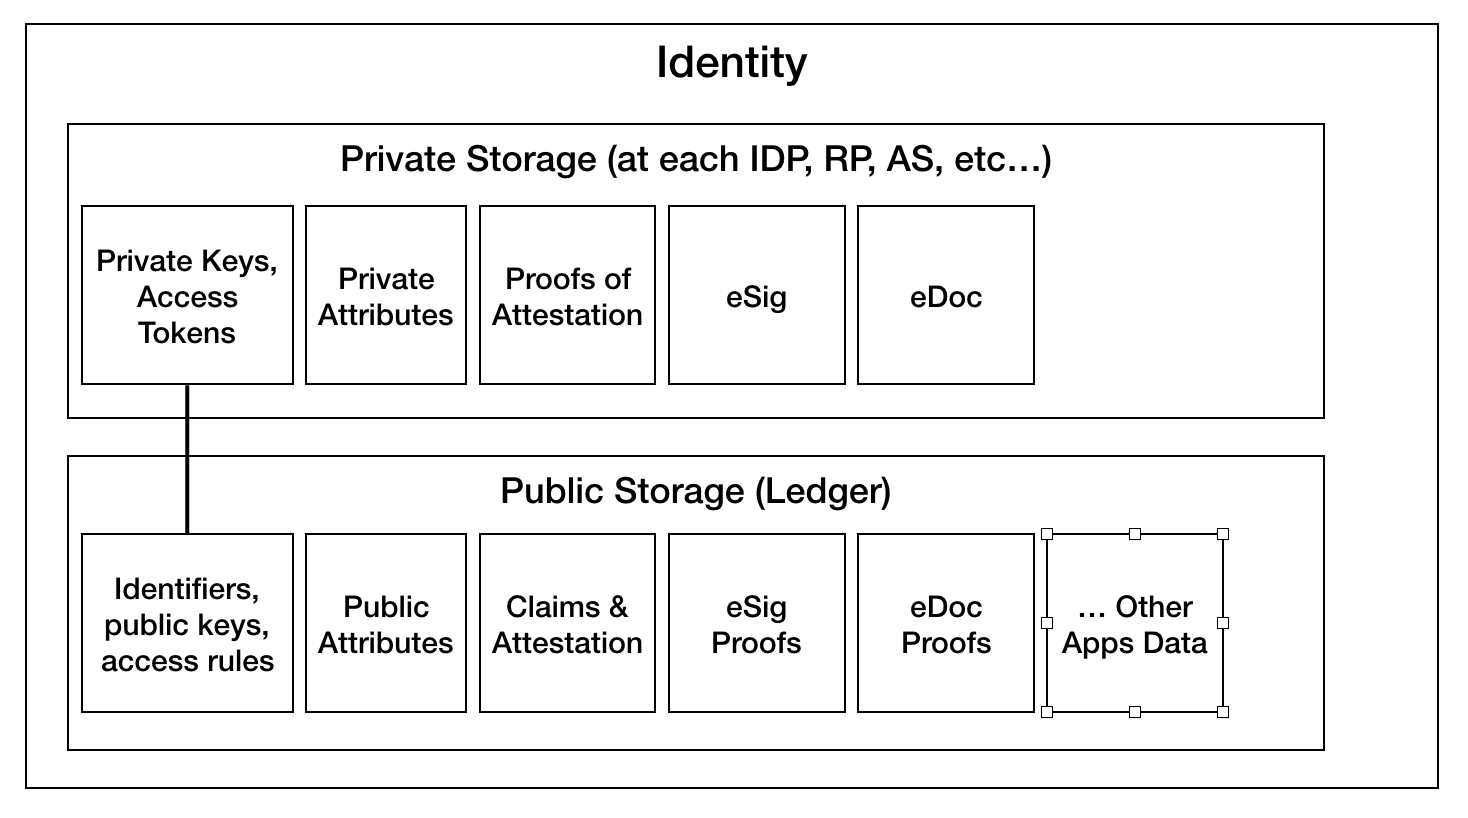 Identity
Private Storage (at each IDP, RP, AS, etc…)
Private Keys,
Access
Tokens
Private
Attributes
Proofs of
Attestation
eSig
eDoc
Public Storage (Ledger)
Identifiers,
public keys,
access rules
Public
Attributes
Claims &
Attestation
eSig
Proofs
eDoc
Proofs
… Other
Apps Data